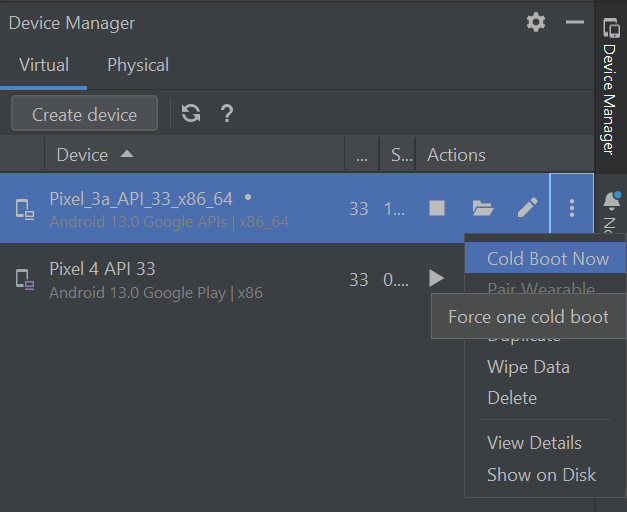 Device Manager
Virtual Physical
Create device ?
Device ... S... Actions
Pixel_3a_API_33_x86_64 •
Android 13.0 Google APIs | x86_64
33 1...
Pixel 4 API 33
Android 13.0 Google Play | x86
33 0....
Cold Boot Now
Pair Wearable
Force one cold boot
Duplicate
Wipe Data
Delete
View Details
Show on Disk
Device Manager
No